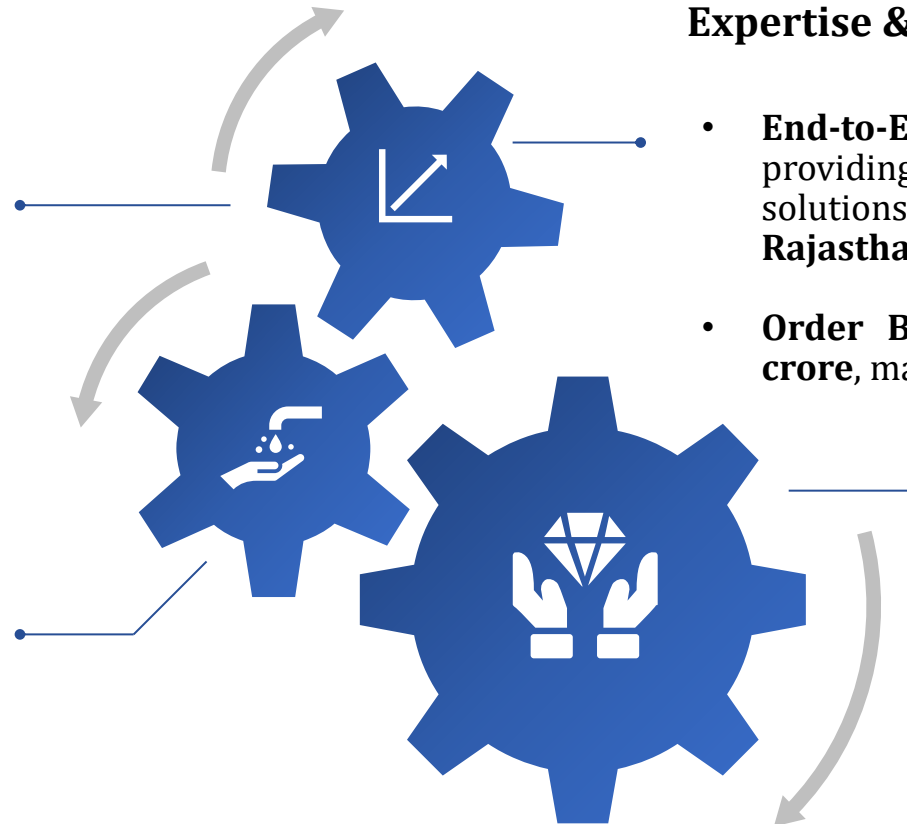 Expertise &
• End-to-E
providing
solutions
Rajastha
• Order B
crore, ma